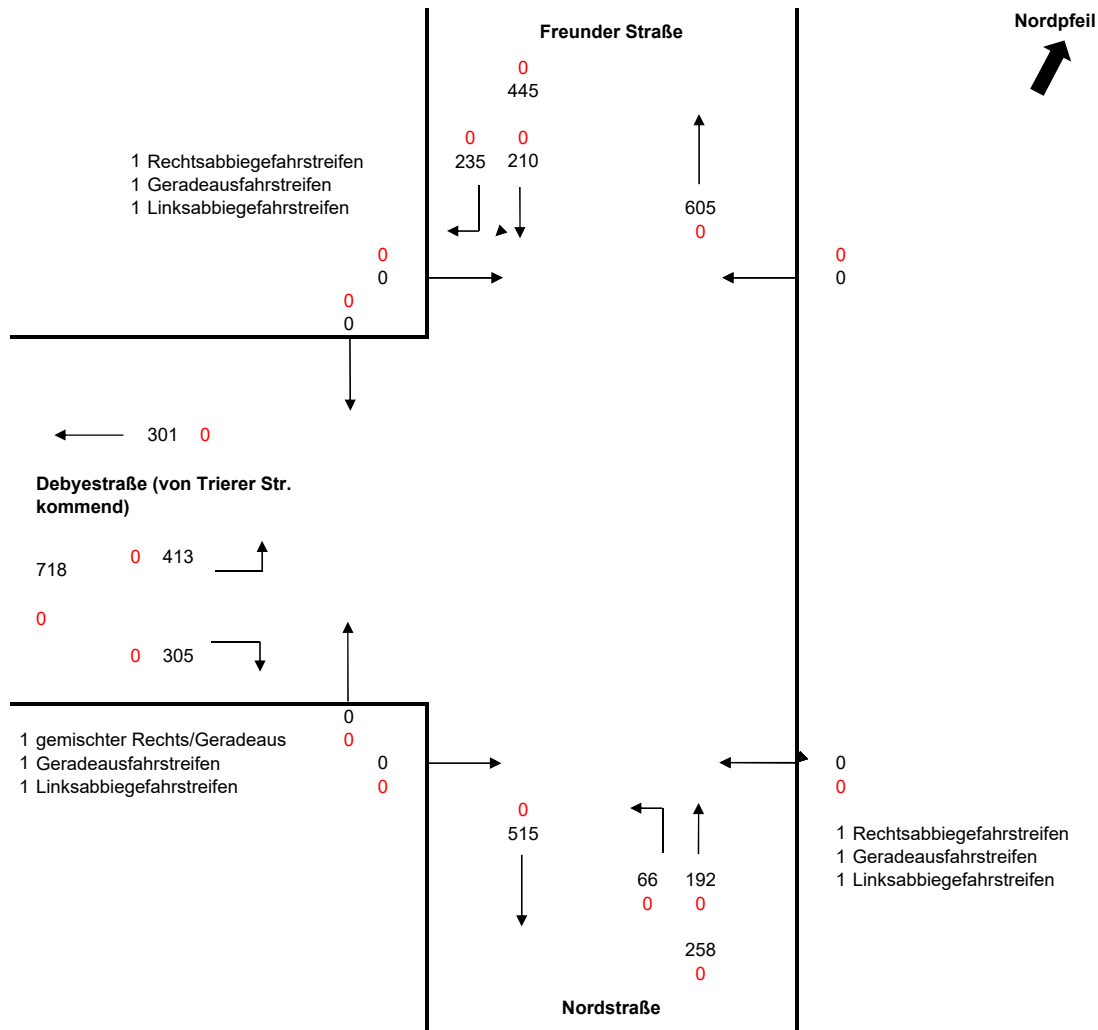 Nordpfeil
Freunder Straße
0
445
0 0
235 210
1 Rechtsabbiegefahrstreifen
1 Geradeausfahrstreifen
1 Linksabbiegefahrstreifen
605
0
0
0
0
0
0
0
301 0
Debyestraße (von Trierer Str.
kommend)
0 413
718
0
0 305
0
0
1 gemischter Rechts/Geradeaus
1 Geradeausfahrstreifen
1 Linksabbiegefahrstreifen
0
0
0
0
0
515
1 Rechtsabbiegefahrstreifen
1 Geradeausfahrstreifen
1 Linksabbiegefahrstreifen
66 192
0 0
258
0
Nordstraße